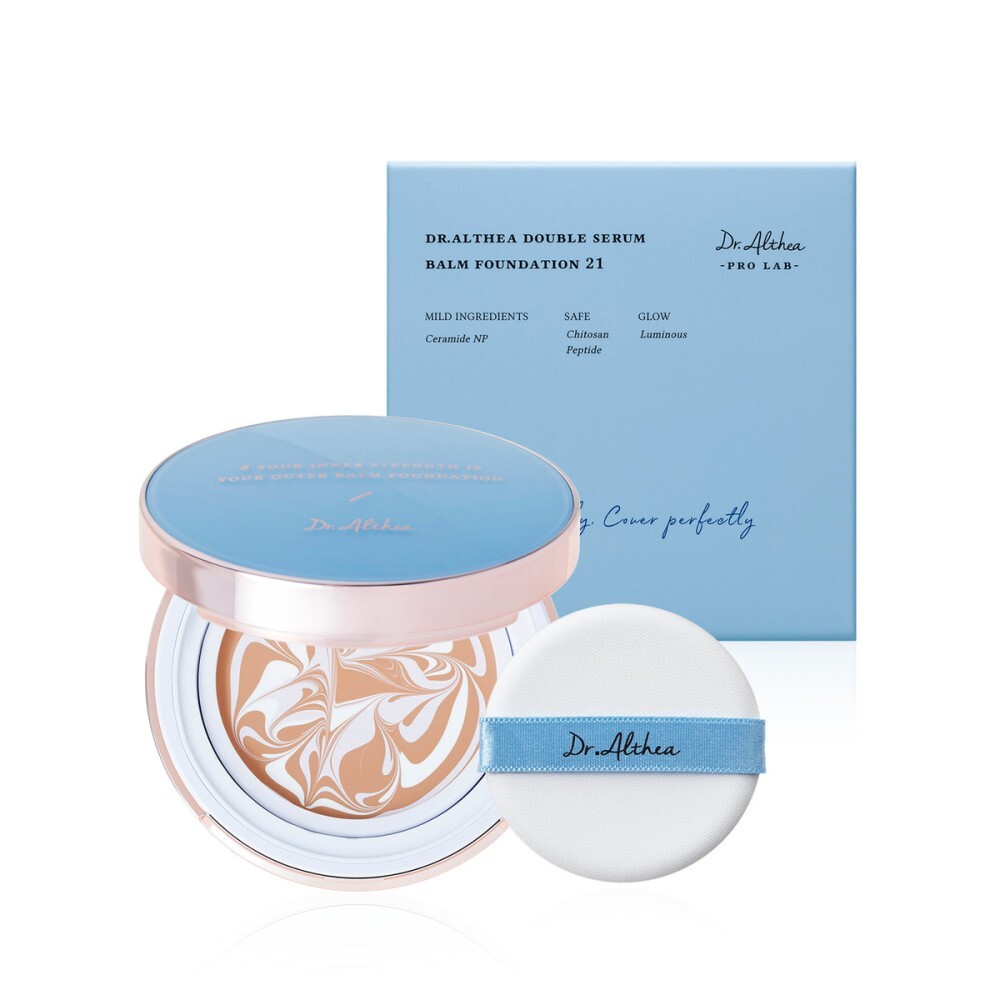 DR.ALTHEA DOUBLE SERUM
BALM FOUNDATION 21
Dr.Althea
-PRO LAB-
MILD INGREDIENTS
Ceramide NP
SAFE
Chitosan
Peptide
GLOW
Luminous
Cover perfectly
# YOUR INNER STRENGTH IS
YOUR OUTER BALM FOUNDATION
Dr.Althea
Dr.Althea